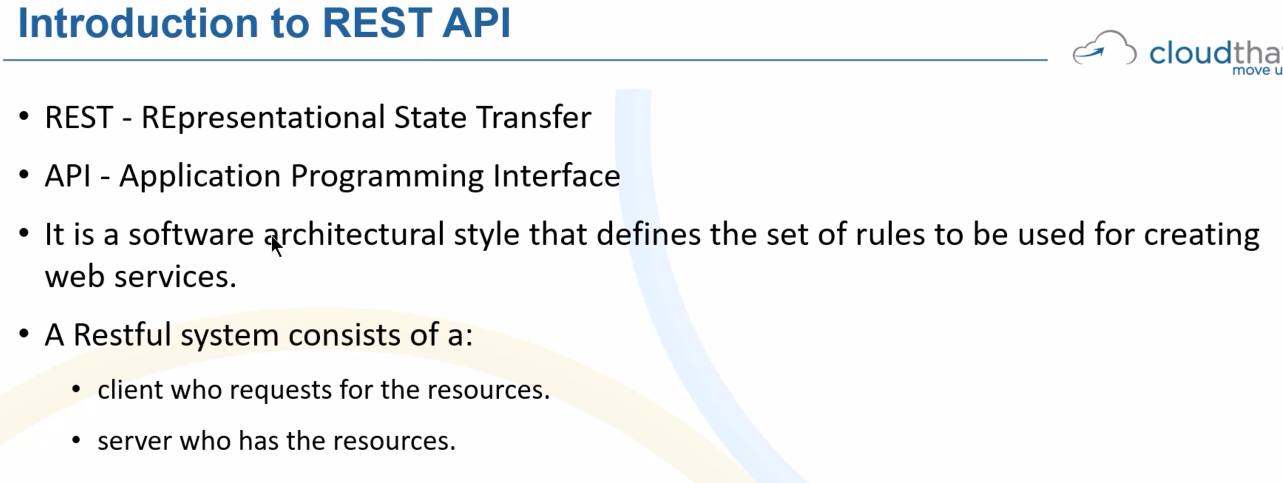 Introduction to REST API
cloudtha
move u
• REST - REpresentational State Transfer
• API - Application Programming Interface
• It is a software architectural style that defines the set of rules to be used for creating
web services.
• A Restful system consists of a:
• client who requests for the resources.
• server who has the resources.